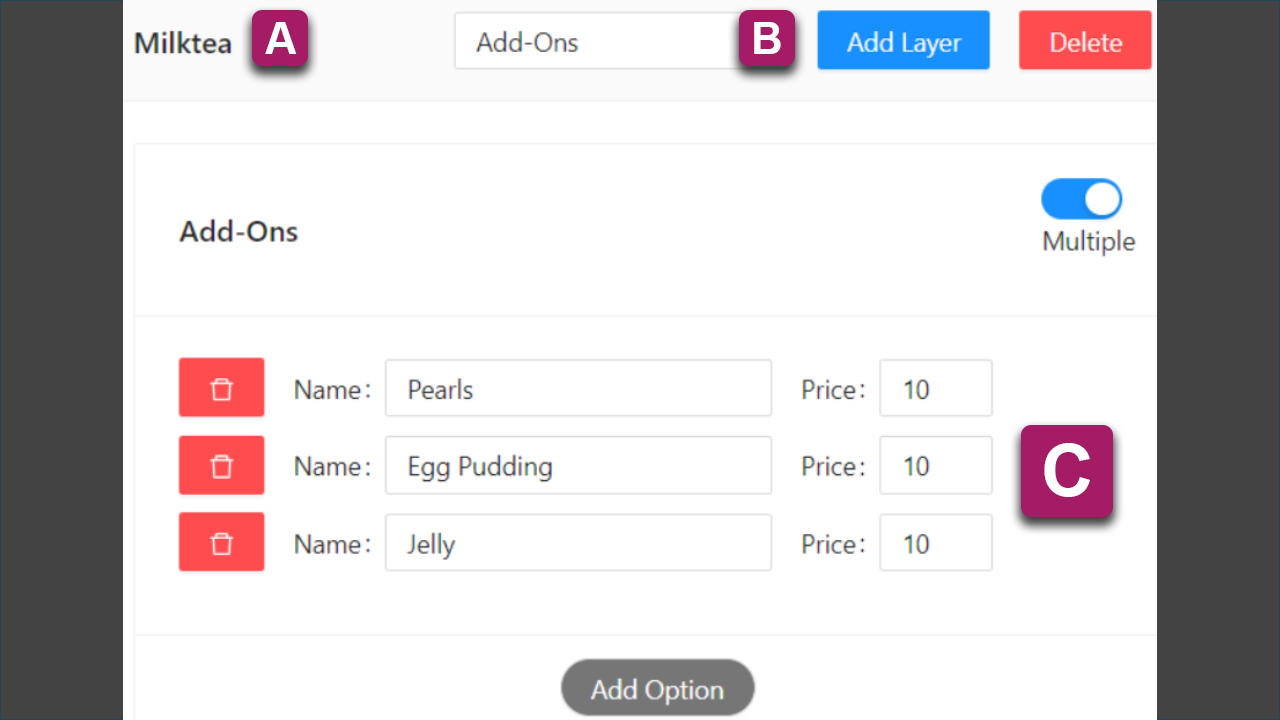 Milktea A Add-Ons B Add Layer Delete
Multiple
Add-Ons
Name: Pearls Price: 10
Name: Egg Pudding Price: 10
C
Name: Jelly Price: 10
Add Option